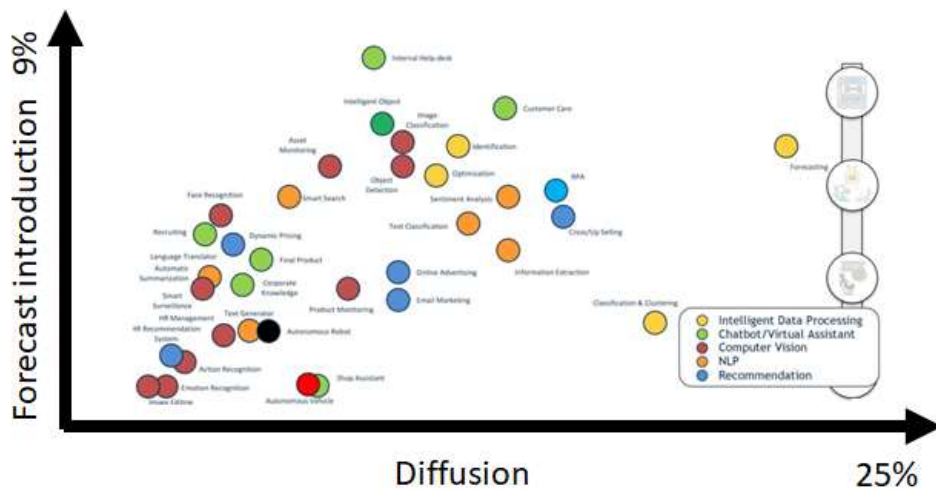 Forecast introduction 9%
Internal Help-desk
Intelligent Object
Customer Care
Image
Classification
Asset
Monitoring
Identification
Forecasting
Object
Detection
Optimisation
RPA
Smart Search
Sentiment Analysis
Face Recognition
Text Classification
Cross/Up Selling
Recruiting
Dynamic Pricing
Language Translator
Final Product
Information Extraction
Automate
Summarization
Online Advertising
Smart
Surveillance
Corporate
Knowledge
Product Monitoring
Email Marketing
Classification & Clustering
HR Management
Text Generator
HR Recommendation
System
Autonomous Robot
Action Recognition
Emotion Recognition
Shop Assistant
Autonomous Vehicle
Intelligent Data Processing
Chatbot/Virtual Assistant
Computer Vision
NLP
Recommendation
Diffusion
25%